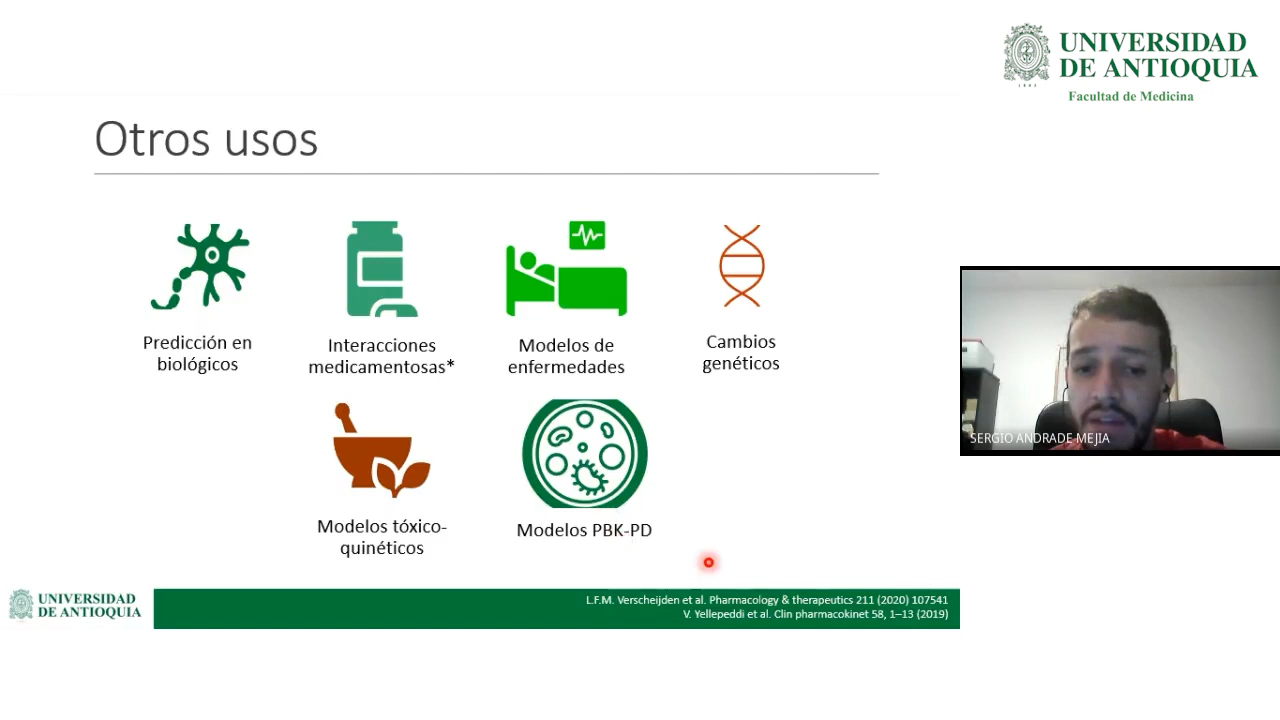 UNIVERSIDAD
DE ANTIOQUIA
Facultad de Medicina
Otros usos
Predicción en
biológicos
Interacciones
medicamentosas*
Modelos de
enfermedades
Cambios
genéticos
Modelos tóxico-
quinéticos
Modelos PBK-PD
SERGIO ANDRADE MEJIA
UNIVERSIDAD
DE ANTIOQUIA
L.F.M. Verscheijden et al. Pharmacology & therapeutics 211 (2020) 107541
V. Yellepeddi et al. Clin pharmacokinet 58, 1–13 (2019)